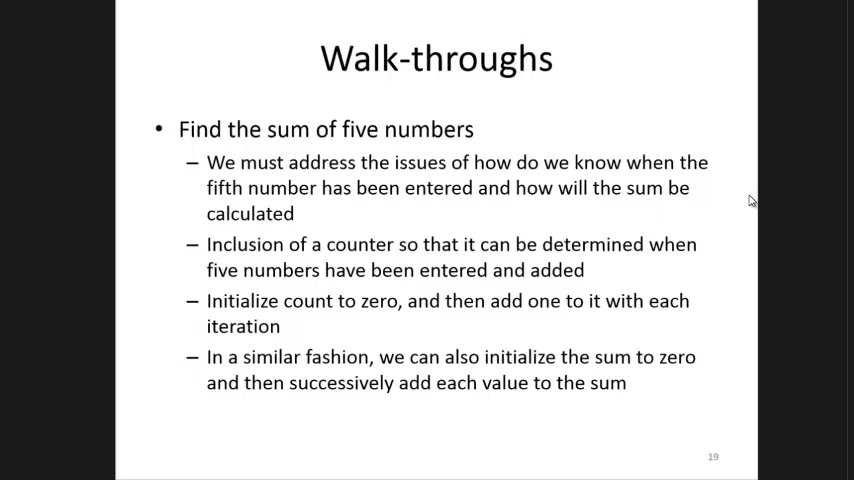 Walk-throughs
• Find the sum of five numbers
– We must address the issues of how do we know when the
fifth number has been entered and how will the sum be
calculated
– Inclusion of a counter so that it can be determined when
five numbers have been entered and added
– Initialize count to zero, and then add one to it with each
iteration
– In a similar fashion, we can also initialize the sum to zero
and then successively add each value to the sum
19